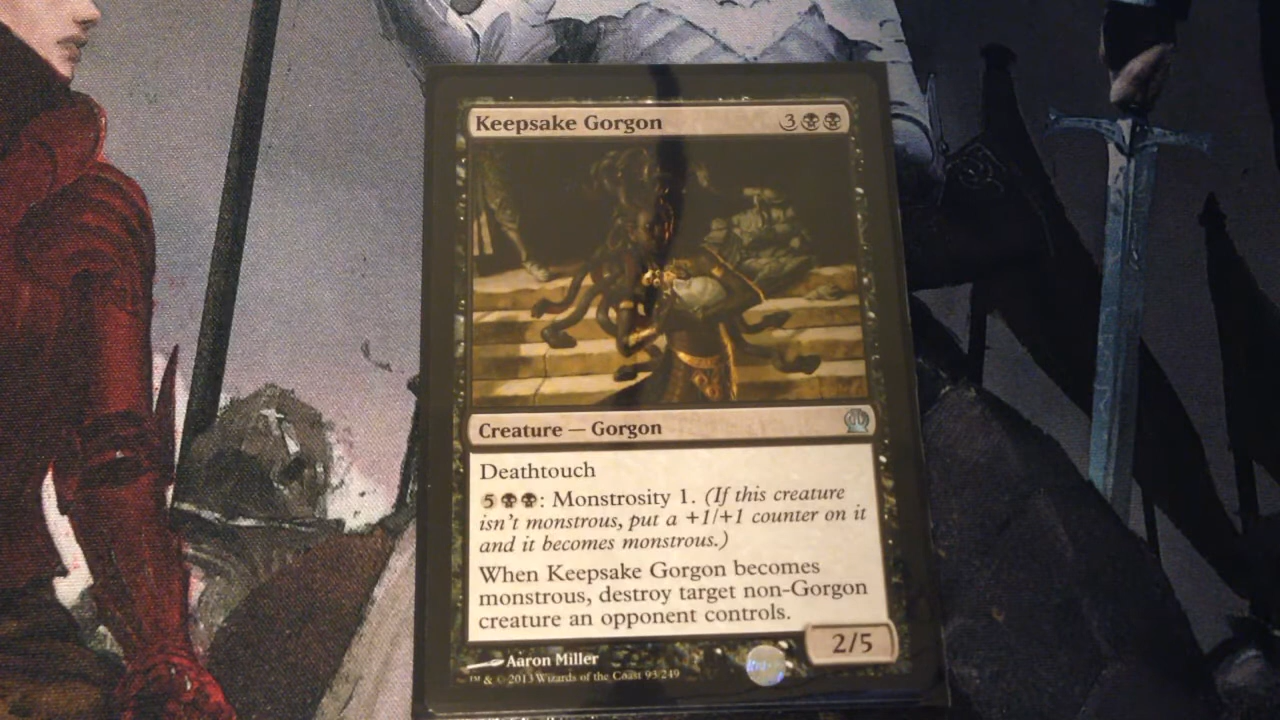 Keepsake Gorgon 3
Creature — Gorgon
Deathtouch
5: Monstrosity 1. (If this creature
isn't monstrous, put a +1/+1 counter on it
and it becomes monstrous.)
When Keepsake Gorgon becomes
monstrous, destroy target non-Gorgon
creature an opponent controls.
2/5
Aaron Miller
™ & © 2013 Wizards of the Coast 93/249